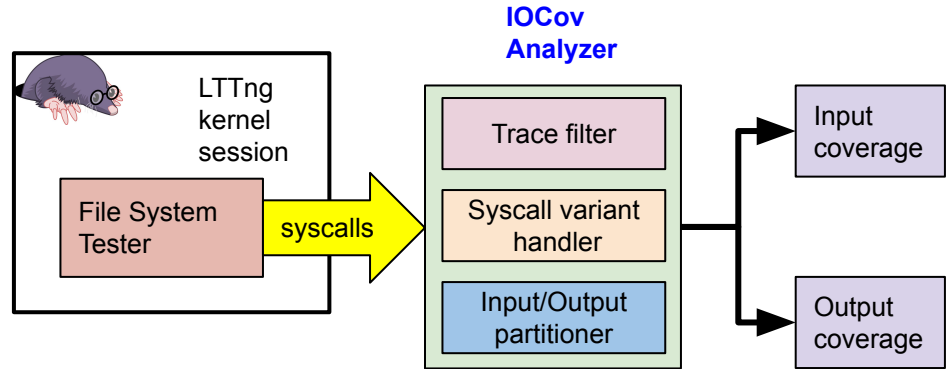 IOCov
Analyzer
LTTng
kernel
session
File System
Tester
syscalls
Trace filter
Syscall variant
handler
Input/Output
partitioner
Input
coverage
Output
coverage